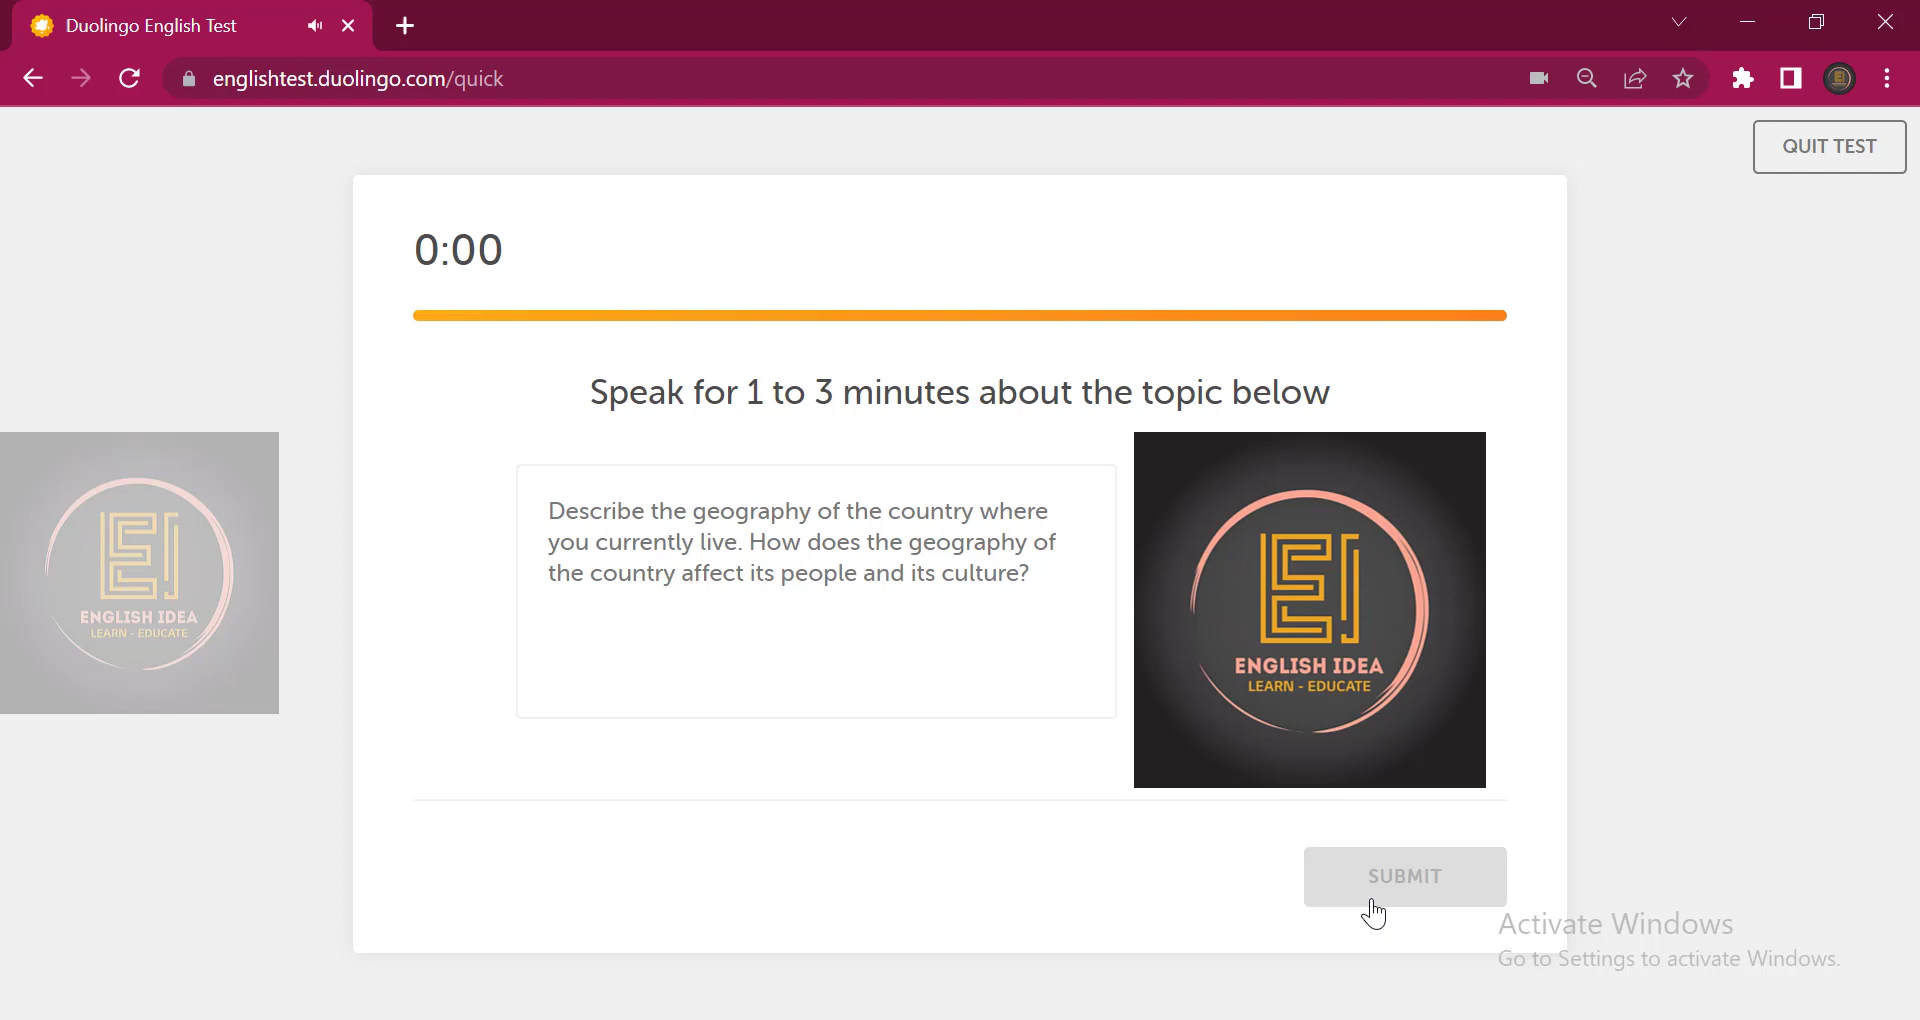 Duolingo English Test
englishtest.duolingo.com/quick
QUIT TEST
0:00
Speak for 1 to 3 minutes about the topic below
Describe the geography of the country where
you currently live. How does the geography of
the country affect its people and its culture?
EI
ENGLISH IDEA
LEARN - EDUCATE
EI
ENGLISH IDEA
LEARN - EDUCATE
SUBMIT
Activate Windows
Go to Settings to activate Windows.